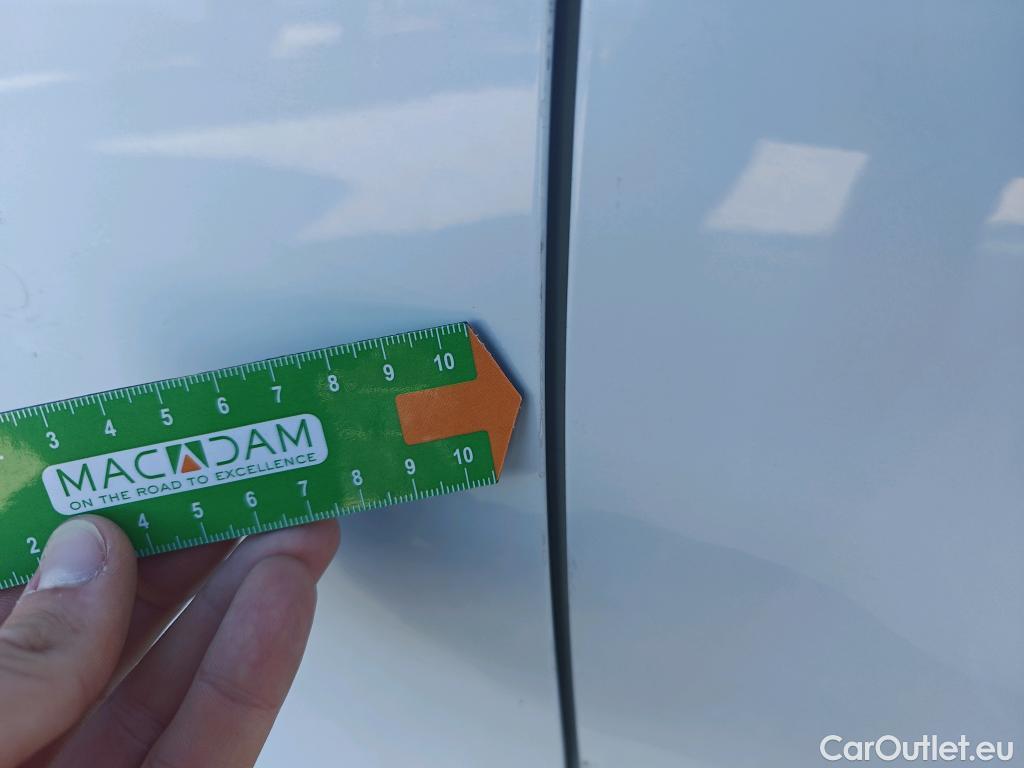 3 4 5 6 7 8 9 10
MACADAM
ON THE ROAD TO EXCELLENCE
2 4 5 6 7 8 9 10
CarOutlet.eu